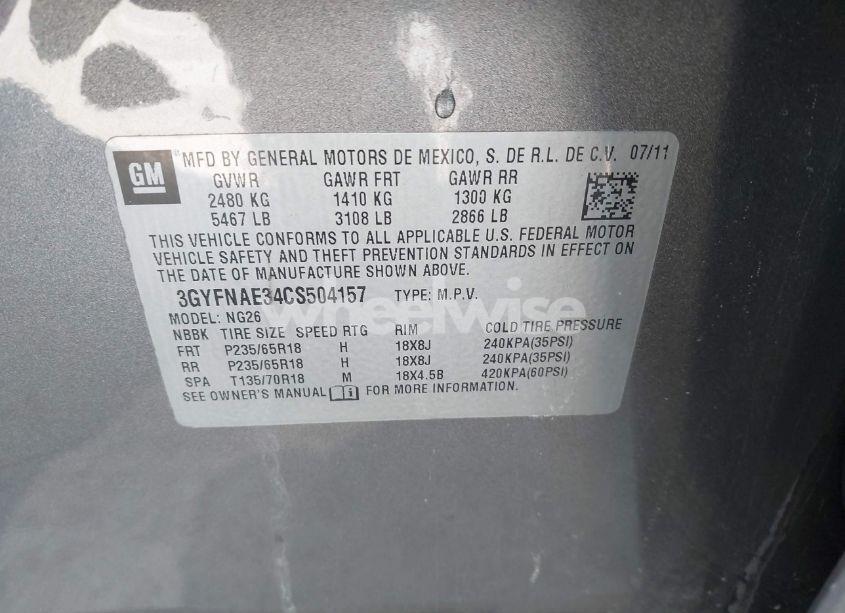 GM ® MFD BY GENERAL MOTORS DE MEXICO, S. DE R.L. DE C.V. 07/11
GVWR GAWR FRT GAWR RR
2480 KG 1410 KG 1300 KG
5467 LB 3108 LB 2866 LB
THIS VEHICLE CONFORMS TO ALL APPLICABLE U.S. FEDERAL MOTOR
VEHICLE SAFETY AND THEFT PREVENTION STANDARDS IN EFFECT ON
THE DATE OF MANUFACTURE SHOWN ABOVE.
3GYFNAE34CS504157 TYPE: M.P.V.
wheelwise
MODEL: NG26
NBBK TIRE SIZE SPEED RTG RIM COLD TIRE PRESSURE
FRT P235/65R18 H 18X8J 240KPA(35PSI)
RR P235/65R18 H 18X8J 240KPA(35PSI)
SPA T135/70R18 M 18X4.5B 420KPA(60PSI)
SEE OWNER'S MANUAL FOR MORE INFORMATION.